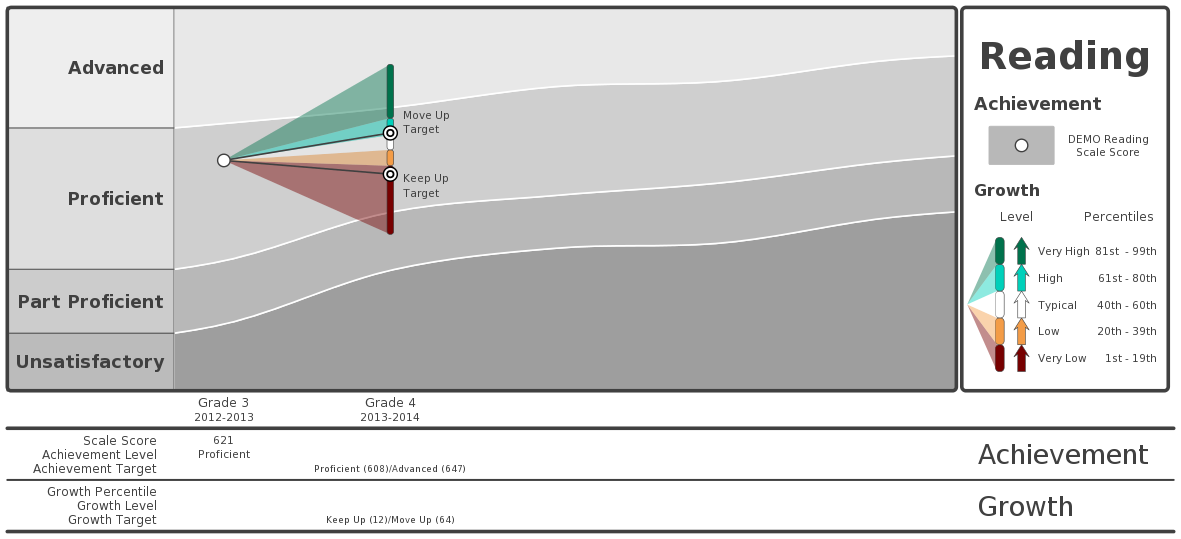 Advanced
Proficient
Part Proficient
Unsatisfactory
Move Up
Target
Keep Up
Target
Reading
Achievement
DEMO Reading
Scale Score
Growth
Level Percentiles
Very High 81st - 99th
High 61st - 80th
Typical 40th - 60th
Low 20th - 39th
Very Low 1st - 19th
Grade 3 Grade 4
2012-2013 2013-2014
Scale Score 621
Achievement Level Proficient
Achievement Target Proficient (608)/Advanced (647)
Achievement
Growth Percentile
Growth Level
Growth Target Keep Up (12)/Move Up (64)
Growth